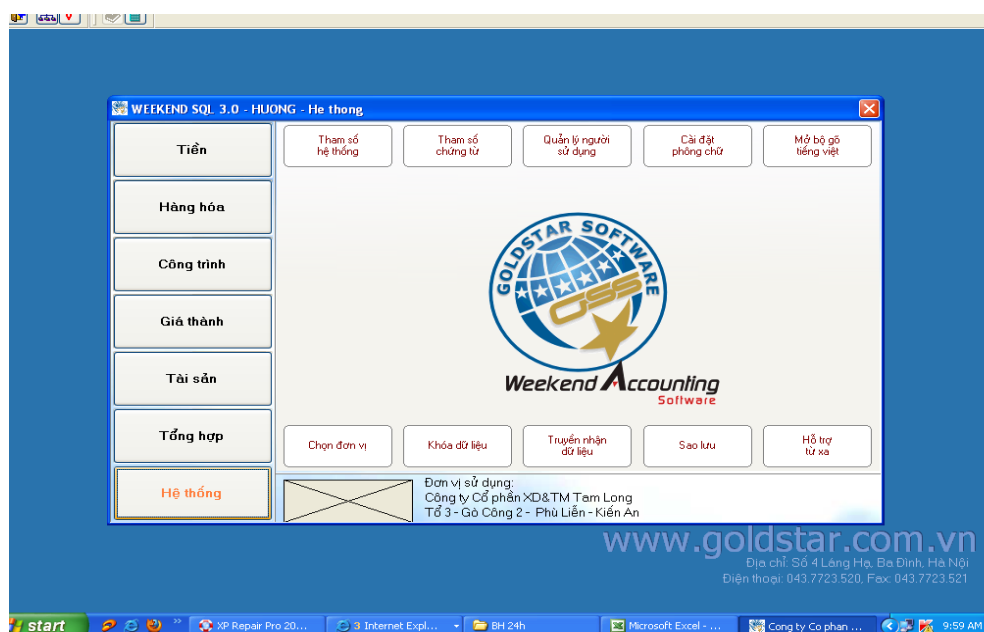 WEEKEND SQL 3.0 - HUONG - He thong
Tiền
Hàng hóa
Công trình
Giá thành
Tài sản
Tổng hợp
Hệ thống
Tham số
hệ thống
Tham số
chứng từ
Quản lý người
sử dụng
Cài đặt
phông chữ
Mở bộ gõ
tiếng việt
GOLDSTAR SOFTWARE
GSS
Weekend Accounting
Software
Chọn đơn vị
Khóa dữ liệu
Truyền nhận
dữ liệu
Sao lưu
Hỗ trợ
từ xa
Đơn vị sử dụng:
Công ty Cổ phần XD&TM Tam Long
Tổ 3 - Gò Công 2 - Phù Liễn - Kiến An
www.goldstar.com.vn
Địa chỉ: Số 4 Láng Hạ, Ba Đình, Hà Nội
Điện thoại: 043.7723.520, Fax: 043.7723.521
start
XP Repair Pro 20...
3 Internet Expl...
BH 24h
Microsoft Excel - ...
Cong ty Co phan ...
9:59 AM